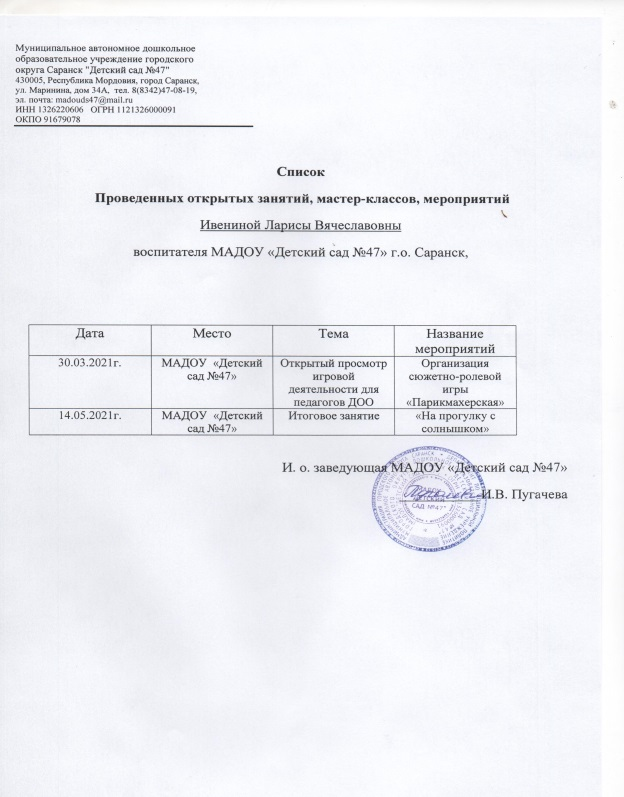 Муниципальное автономное дошкольное
образовательное учреждение городского
округа Саранск "Детский сад №47"
430005, Республика Мордовия, город Саранск,
ул. Маринина, дом 34А, тел. 8(8342)47-08-19,
эл. почта: madouds47@mail.ru
ИНН 1326220606 ОГРН 1121326000091
ОКПО 91679078
Список
Проведенных открытых занятий, мастер-классов, мероприятий
Ивениной Ларисы Вячеславовны
воспитателя МАДОУ «Детский сад №47» г.о. Саранск,
Дата Место Тема Название
мероприятий
30.03.2021г. МАДОУ «Детский Открытый просмотр Организация
сад №47» игровой сюжетно-ролевой
деятельности для игры
педагогов ДОО «Парикмахерская»
14.05.2021г. МАДОУ «Детский Итоговое занятие «На прогулку с
сад №47» солнышком»
И. о. заведующая МАДОУ «Детский сад №47»
И.В. Пугачева
САД №47"